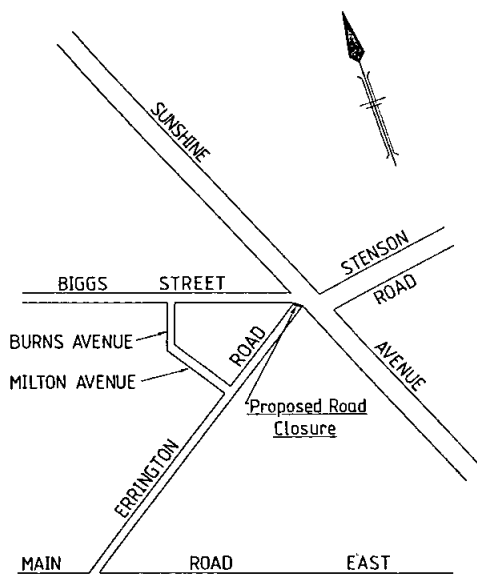 SUNSHINE
STENSON
ROAD
BIGGS STREET
BURNS AVENUE
ROAD
MILTON AVENUE
AVENUE
Proposed Road
Closure
ERRINGTON
MAIN ROAD EAST